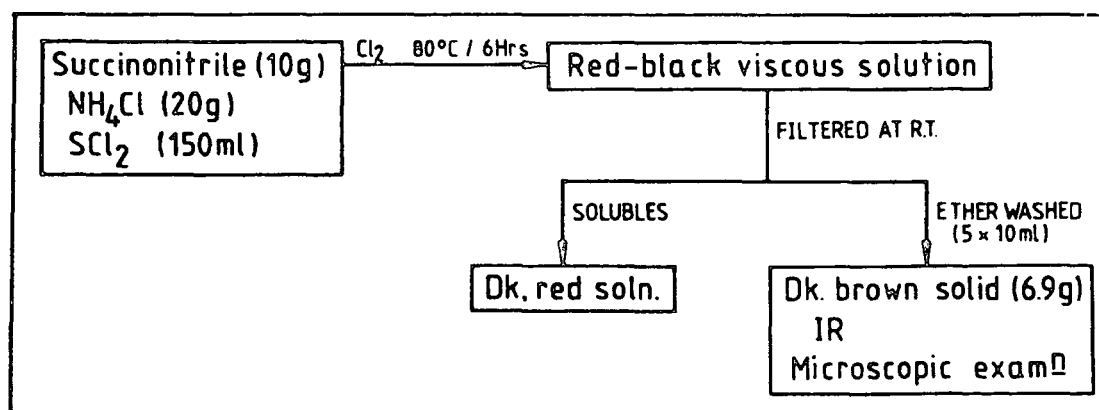 Succinonitrile (10g)
NH₄Cl (20g)
SCl₂ (150ml)
Cl₂ 80°C / 6Hrs
Red-black viscous solution
FILTERED AT R.T.
SOLUBLES
ETHER WASHED
(5 x 10ml)
Dk. red soln.
Dk. brown solid (6.9g)
IR
Microscopic examⁿ